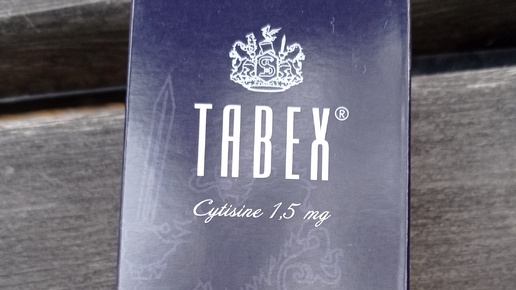 S
TABEX®
Cytisine 1,5 mg